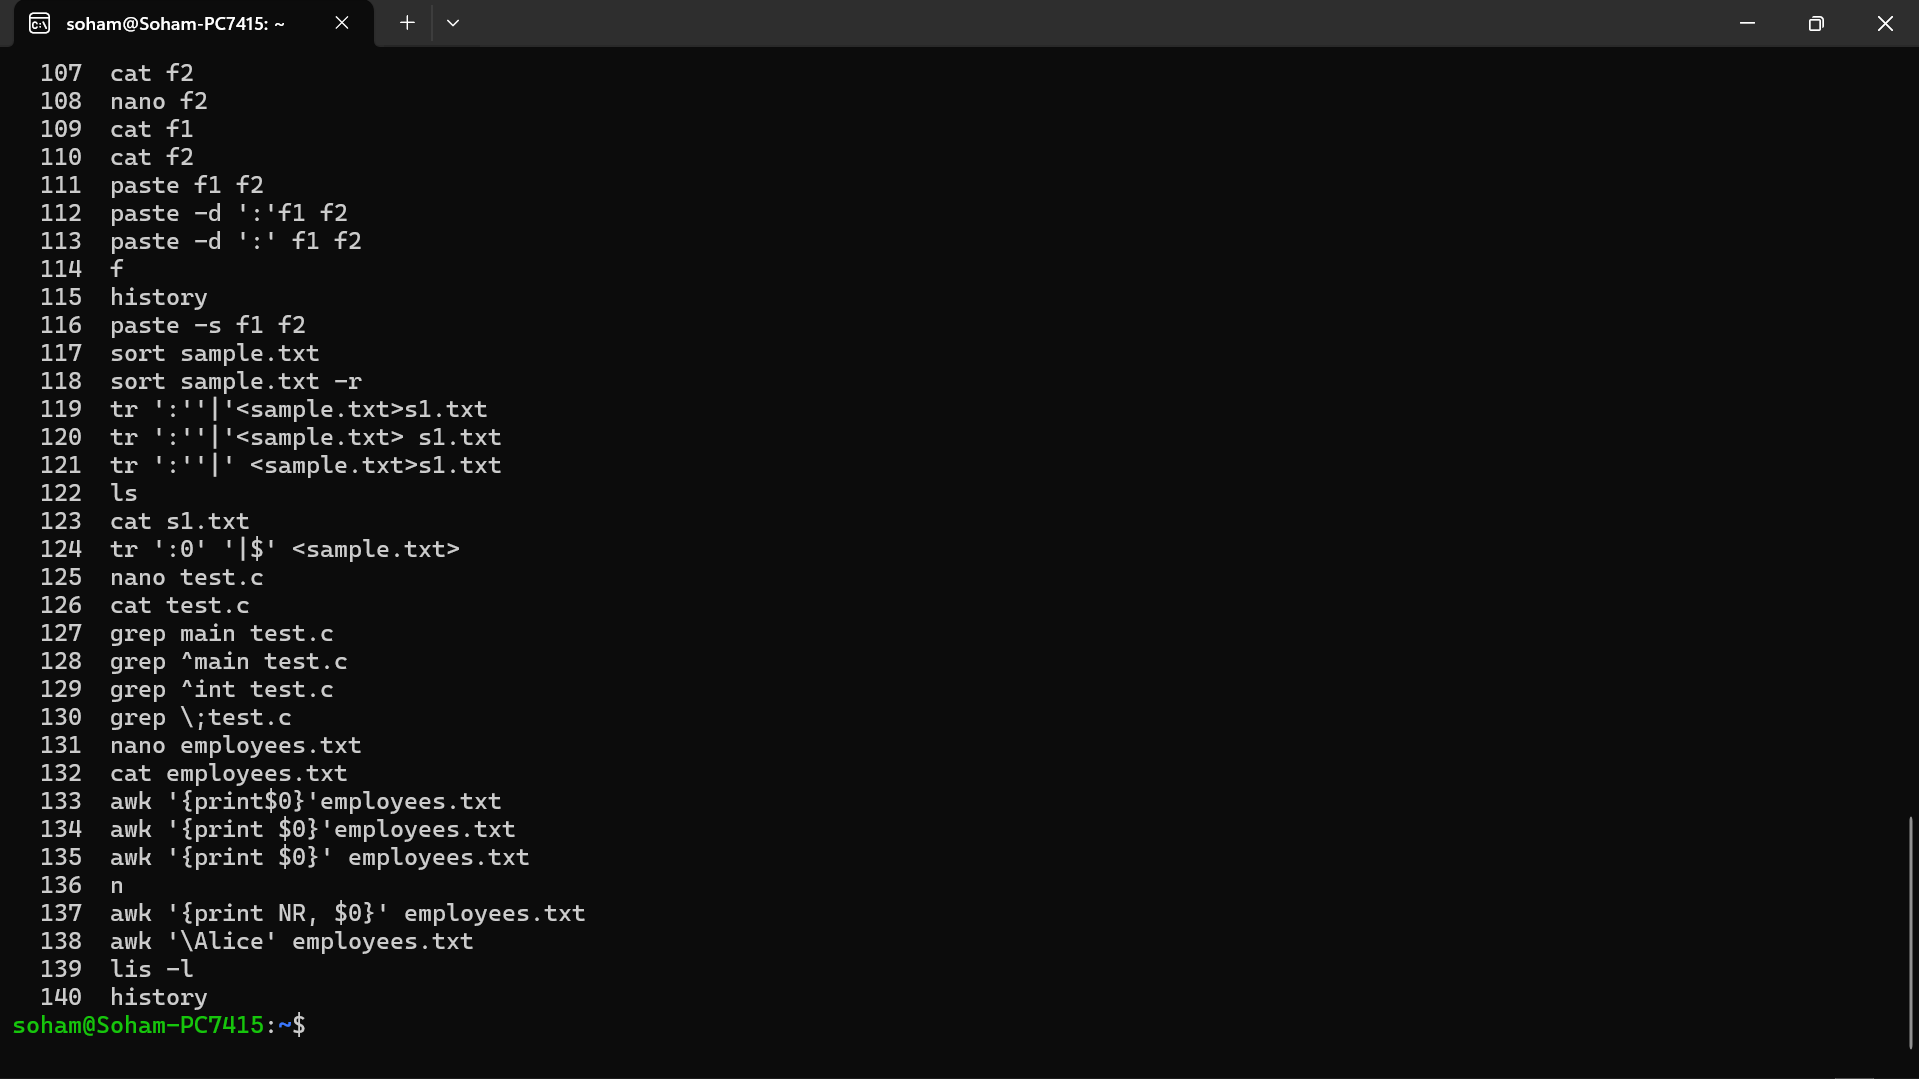 soham@Soham-PC7415: ~
107 cat f2
108 nano f2
109 cat f1
110 cat f2
111 paste f1 f2
112 paste -d ':'f1 f2
113 paste -d ':' f1 f2
114 f
115 history
116 paste -s f1 f2
117 sort sample.txt
118 sort sample.txt -r
119 tr ':''|'<sample.txt>s1.txt
120 tr ':''|'<sample.txt> s1.txt
121 tr ':''|' <sample.txt>s1.txt
122 ls
123 cat s1.txt
124 tr ':0' '|$' <sample.txt>
125 nano test.c
126 cat test.c
127 grep main test.c
128 grep ^main test.c
129 grep ^int test.c
130 grep \;test.c
131 nano employees.txt
132 cat employees.txt
133 awk '{print$0}'employees.txt
134 awk '{print $0}'employees.txt
135 awk '{print $0}' employees.txt
136 n
137 awk '{print NR, $0}' employees.txt
138 awk '\Alice' employees.txt
139 lis -l
140 history
soham@Soham-PC7415:~$